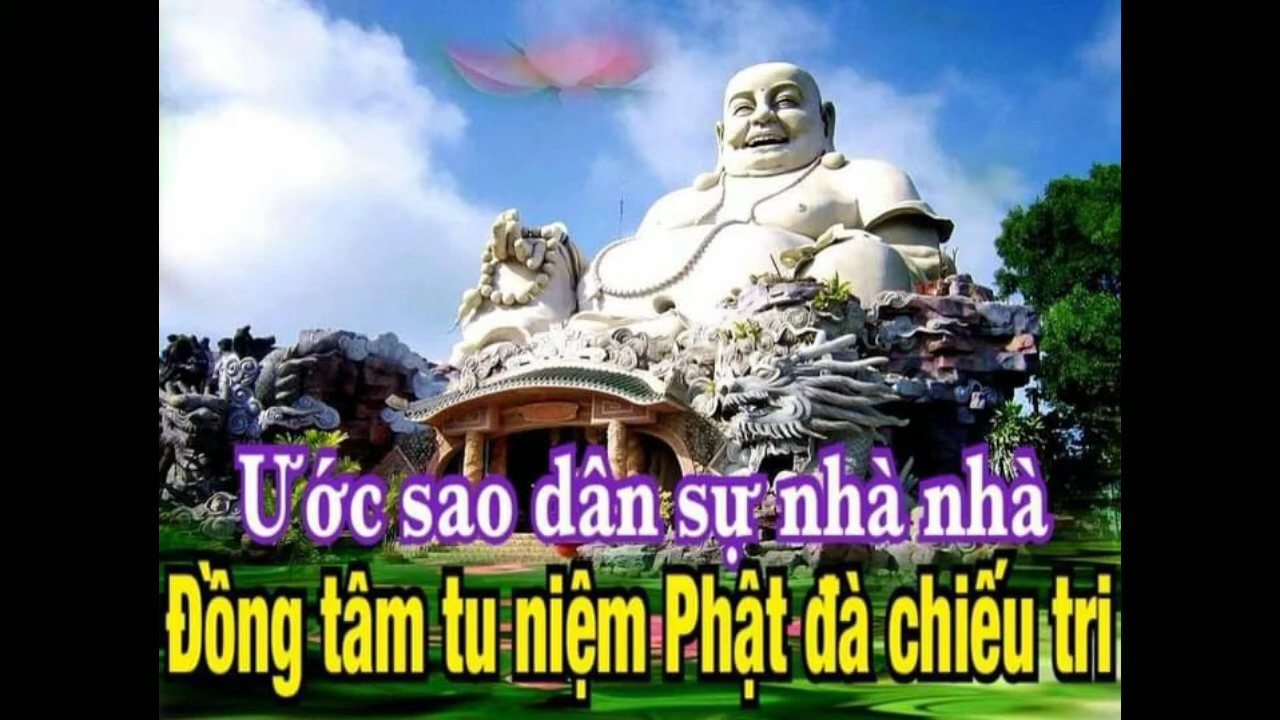 Ước sao dân sự nhà nhà
Đồng tâm tu niệm Phật đà chiếu tri